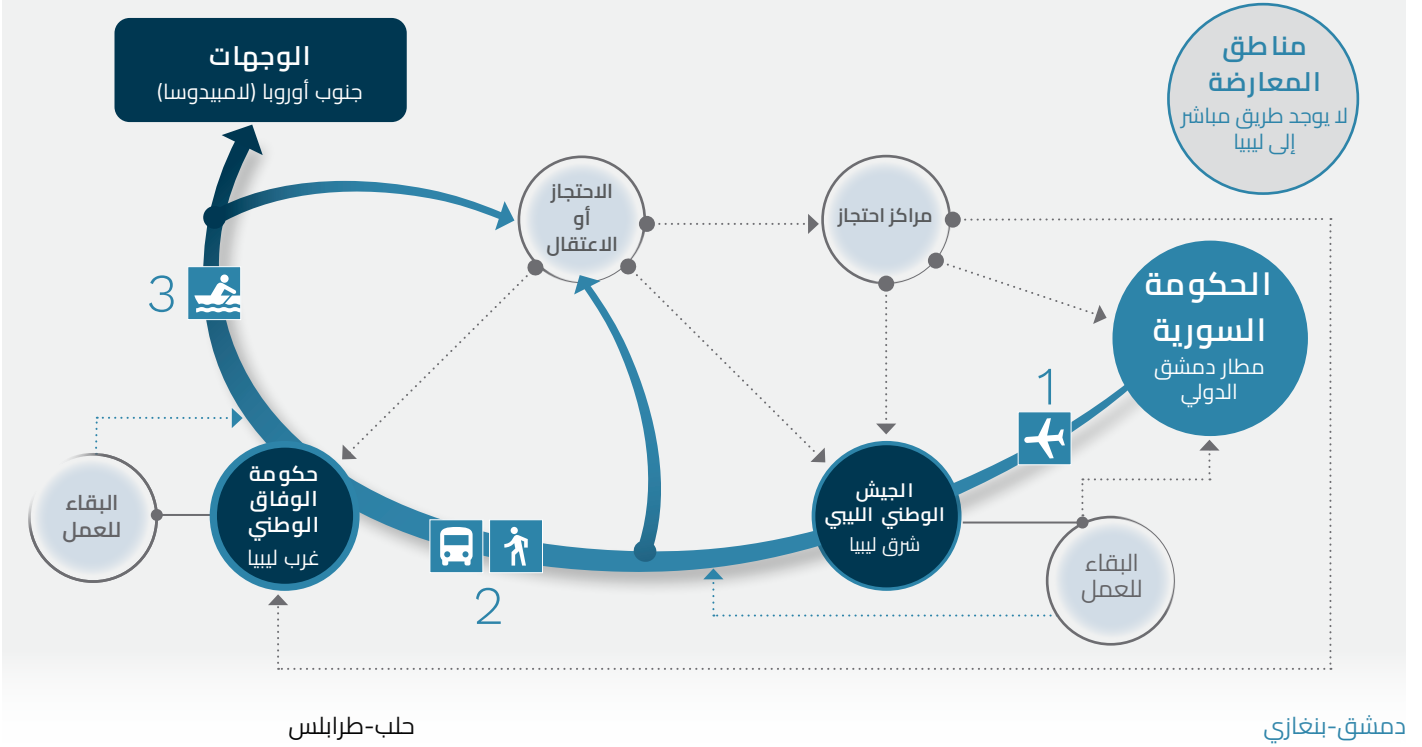 مناطق
المعارضة
لا يوجد طريق مباشر
إلى ليبيا
الوجهات
جنوب أوروبا (لامبيدوسا)
الاحتجاز
أو
الاعتقال
مراكز احتجاز
الحكومة
السورية
مطار دمشق
الدولي
1
3
الجيش
الوطني الليبي
شرق ليبيا
حكومة
الوفاق
الوطني
غرب ليبيا
البقاء
للعمل
البقاء
للعمل
2
دمشق-بنغازي
حلب-طرابلس